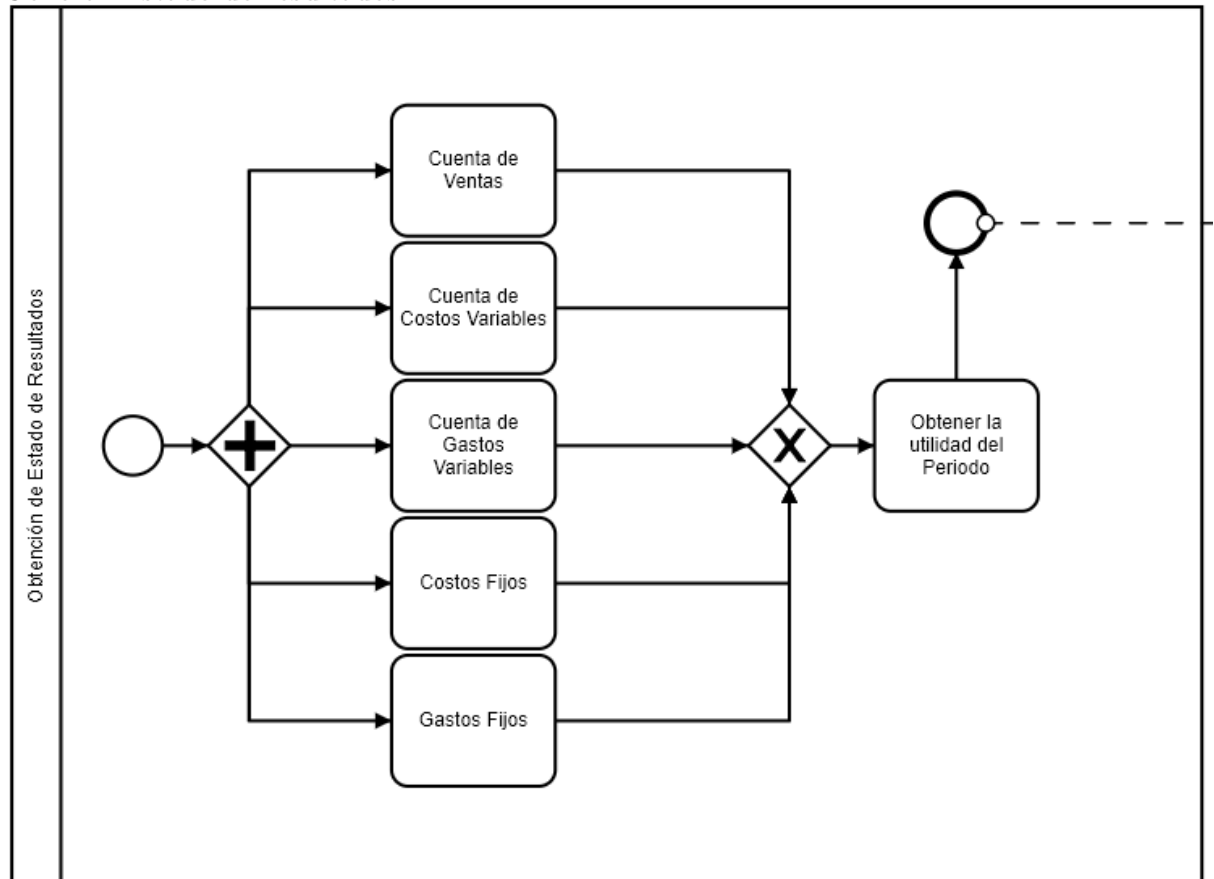 Obtención de Estado de Resultados
Cuenta de
Ventas
Cuenta de
Costos Variables
Cuenta de
Gastos
Variables
Costos Fijos
Gastos Fijos
Obtener la
utilidad del
Periodo